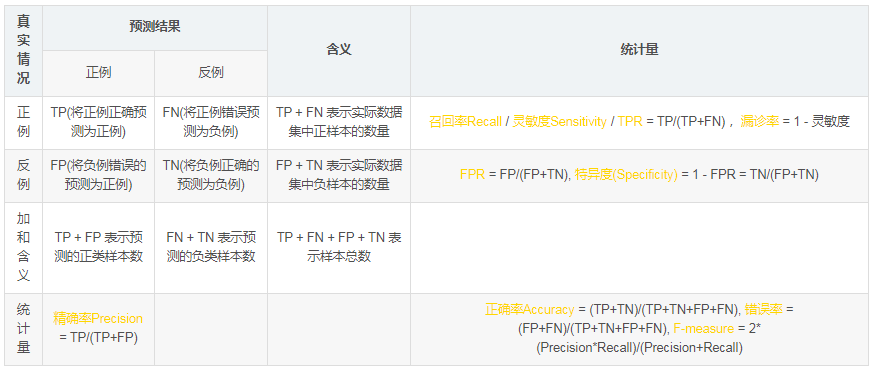 真
实
情
况
预测结果
含义
统计量
正例
反例
正
例
TP(将正例正确预
测为正例)
FN(将正例错误预
测为负例)
TP + FN 表示实际数据
集中正样本的数量
召回率Recall / 灵敏度Sensitivity / TPR = TP/(TP+FN) ，漏诊率 = 1 - 灵敏度
反
例
FP(将负例错误的
预测为正例)
TN(将负例正确的
预测为负例)
FP + TN 表示实际数据
集中负样本的数量
FPR = FP/(FP+TN), 特异度(Specificity) = 1 - FPR = TN/(FP+TN)
加
和
含
义
TP + FP 表示预
测的正类样本数
FN + TN 表示预
测的负类样本数
TP + FN + FP + TN 表
示样本总数
统
计
量
精确率Precision
= TP/(TP+FP)
正确率Accuracy = (TP+TN)/(TP+TN+FP+FN), 错误率 =
(FP+FN)/(TP+TN+FP+FN), F-measure = 2*
(Precision*Recall)/(Precision+Recall)